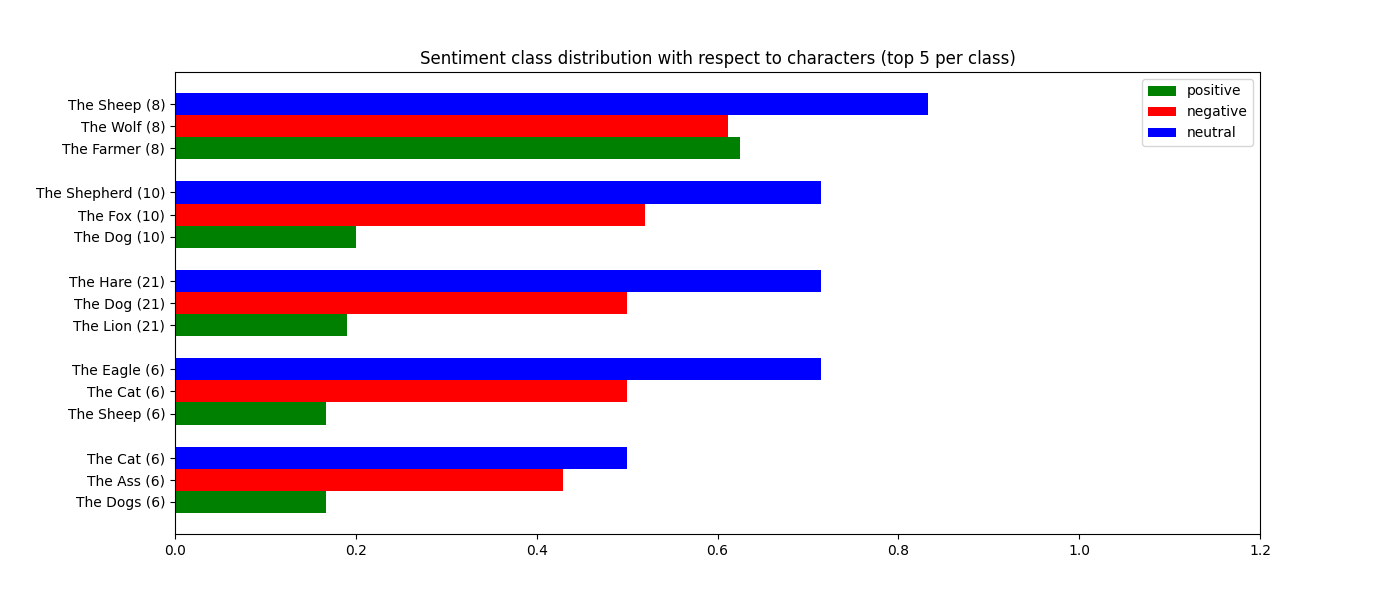 Sentiment class distribution with respect to characters (top 5 per class)
positive
negative
neutral
The Sheep (8)
The Wolf (8)
The Farmer (8)
The Shepherd (10)
The Fox (10)
The Dog (10)
The Hare (21)
The Dog (21)
The Lion (21)
The Eagle (6)
The Cat (6)
The Sheep (6)
The Cat (6)
The Ass (6)
The Dogs (6)
0.0 0.2 0.4 0.6 0.8 1.0 1.2